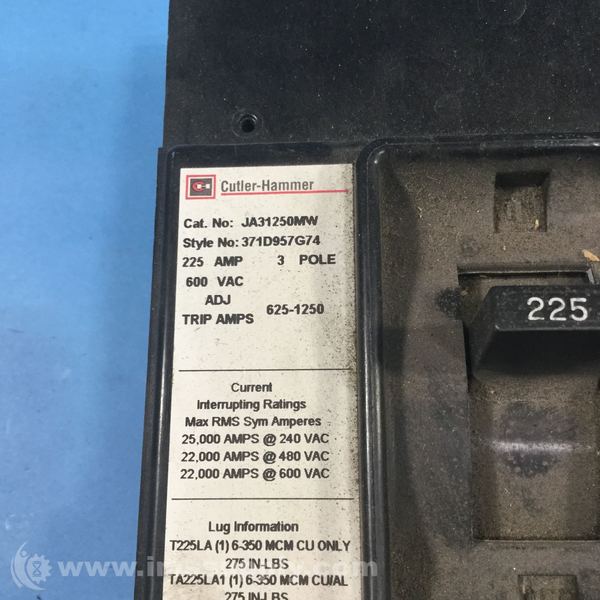 Cutler-Hammer
Cat. No: JA31250MW
Style No: 371D957G74
225 AMP 3 POLE
600 VAC
ADJ
TRIP AMPS 625-1250
225
Current
Interrupting Ratings
Max RMS Sym Amperes
25,000 AMPS @ 240 VAC
22,000 AMPS @ 480 VAC
22,000 AMPS @ 600 VAC
Lug Information
T225LA (1) 6-350 MCM CU ONLY
275 IN-LBS
TA225LA1 (1) 6-350 MCM CU/AL
275 IN-LBS